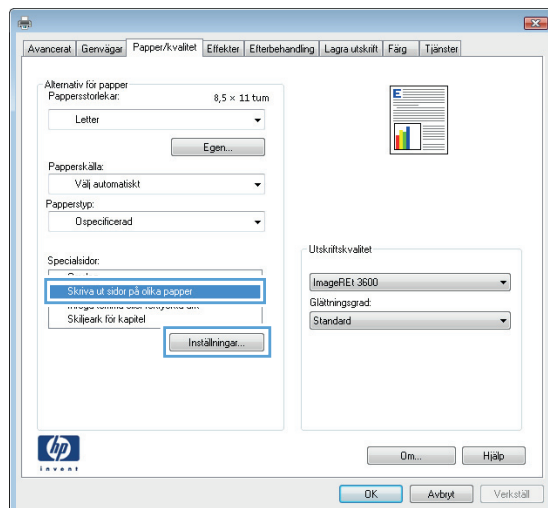 Avancerat Genvägar Papper/kvalitet Effekter Efterbehandling Lagra utskrift Färg Tjänster
Alternativ för papper
Pappersstorlekar: 8,5 × 11 tum
Letter
Egen...
Papperskälla:
Välj automatiskt
Papperstyp:
Ospecificerad
Specialsidor:
Skriva ut sidor på olika papper
Skiljeark för kapitel
Inställningar...
E
Utskriftskvalitet
ImageREt 3600
Glättningsgrad:
Standard
hp
invent
Om... Hjälp
OK Avbryt Verkställ